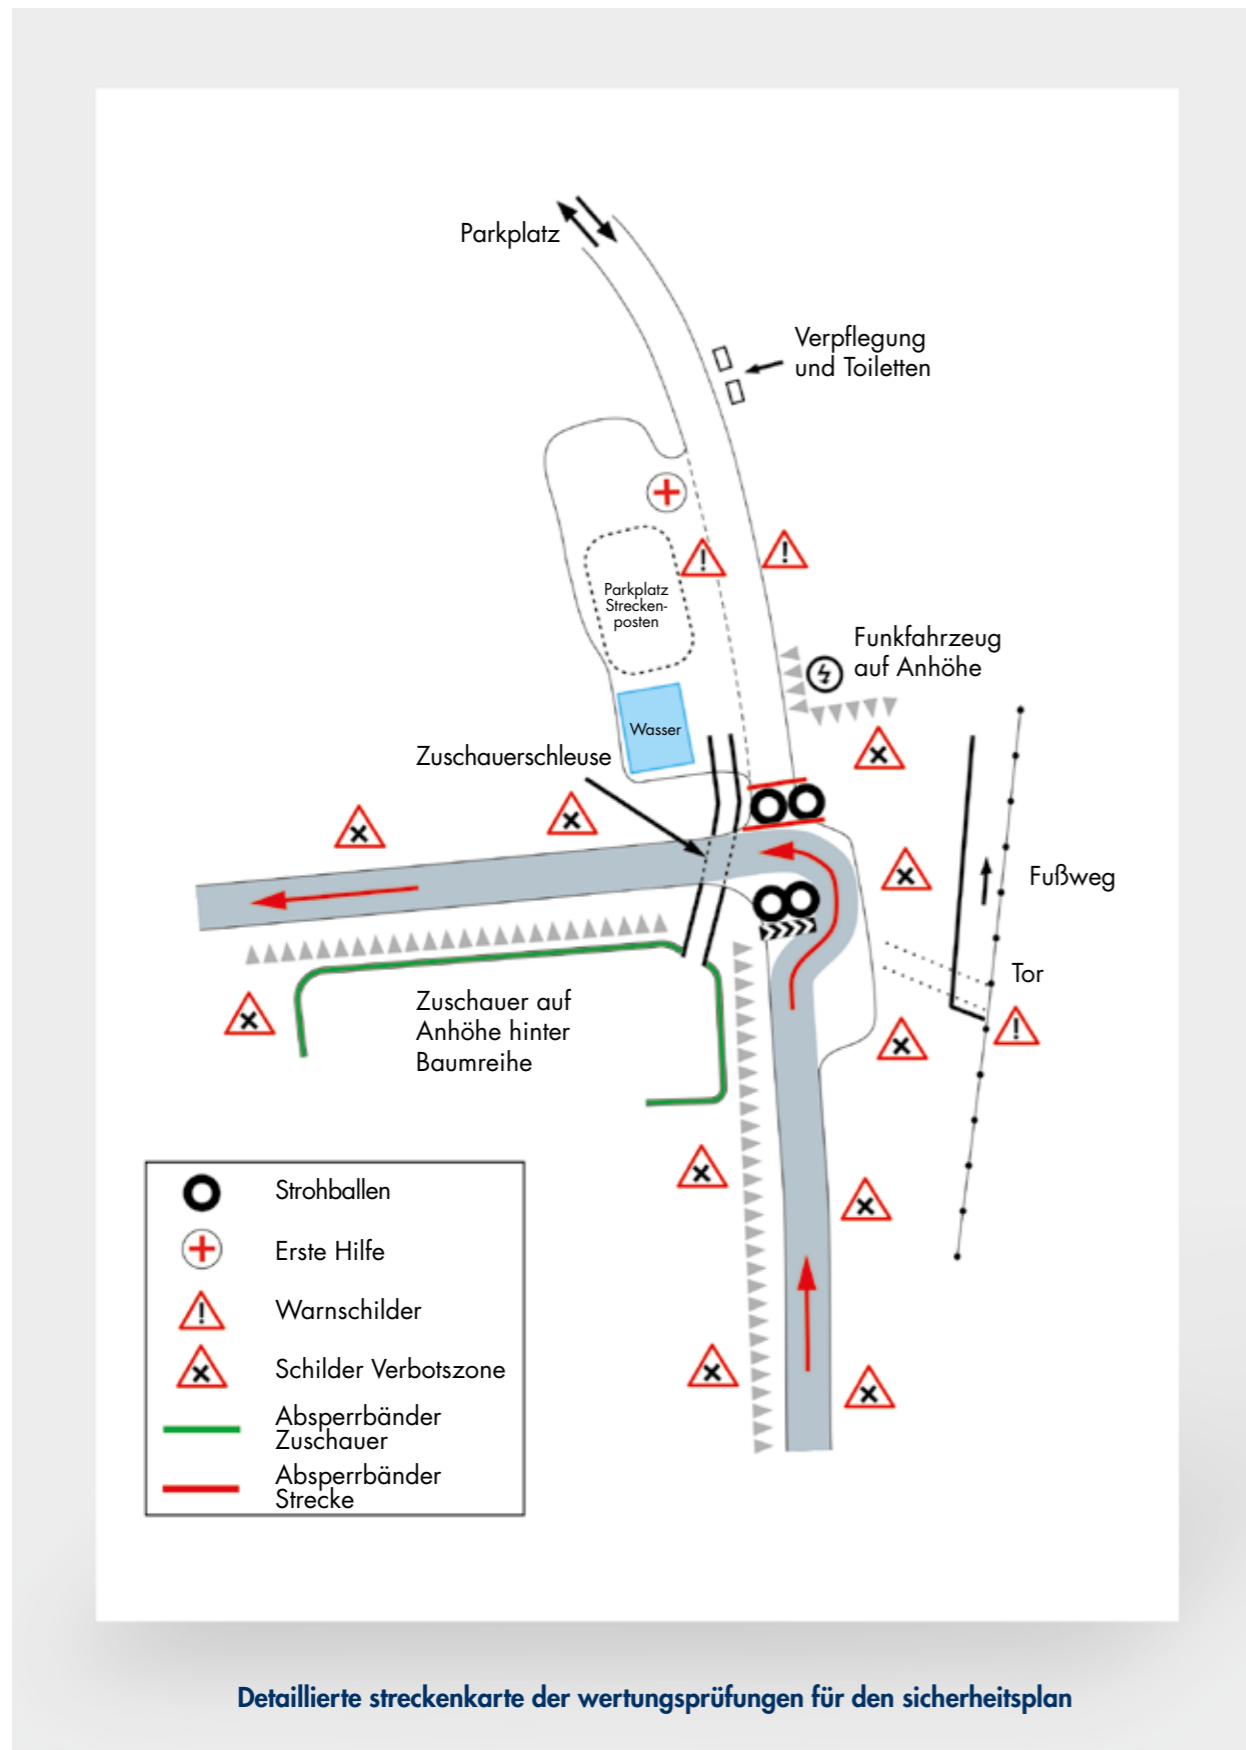 Parkplatz
Verpflegung
und Toiletten
Parkplatz
Strecken-
posten
Funkfahrzeug
auf Anhöhe
Wasser
Zuschauerschleuse
Fußweg
Tor
Zuschauer auf
Anhöhe hinter
Baumreihe
Strohballen
Erste Hilfe
Warnschilder
Schilder Verbotszone
Absperrbänder
Zuschauer
Absperrbänder
Strecke
Detaillierte streckenkarte der wertungsprüfungen für den sicherheitsplan